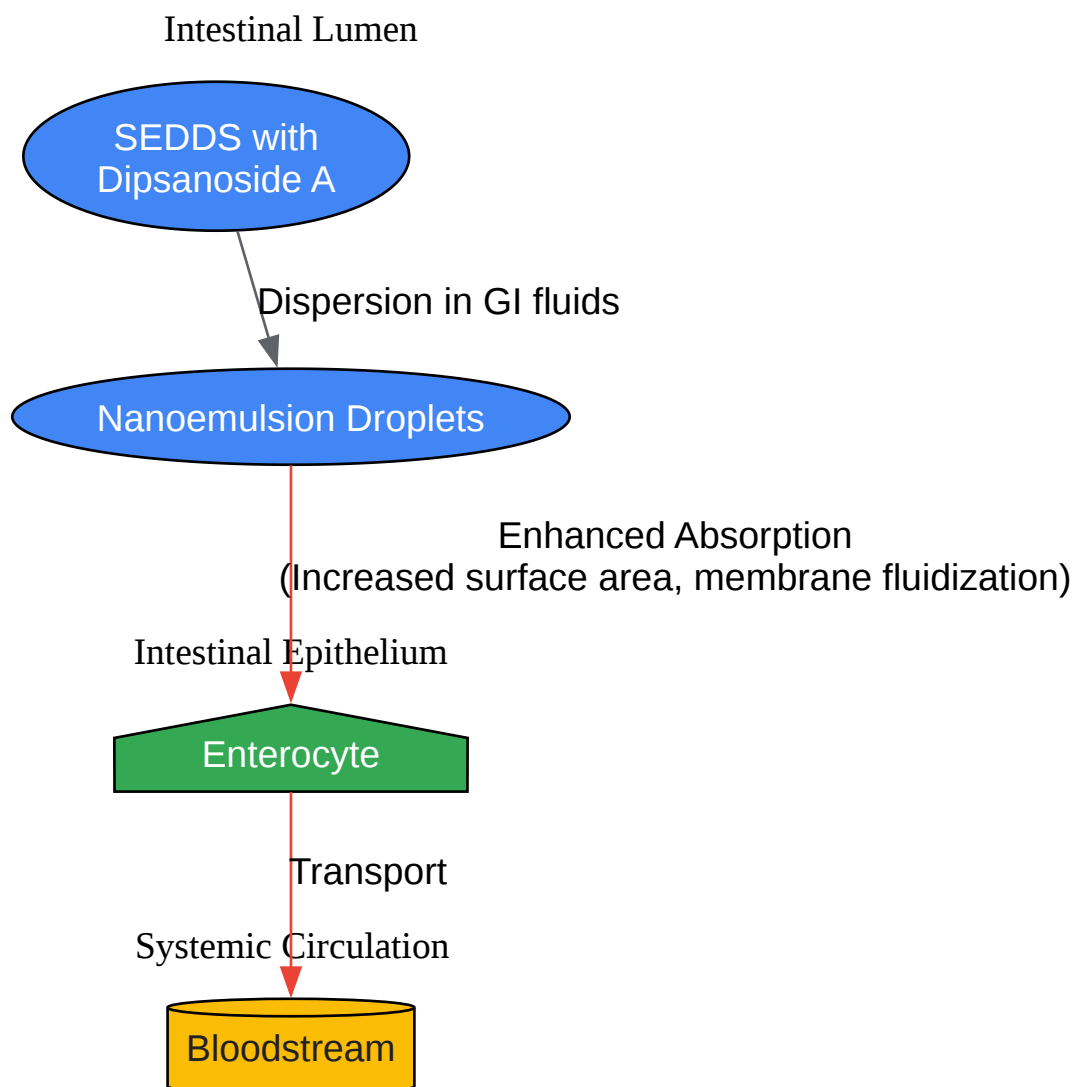 Intestinal Lumen
SEDDS with
Dipsanoside A
Dispersion in GI fluids
Nanoemulsion Droplets
Enhanced Absorption
(Increased surface area, membrane fluidization)
Intestinal Epithelium
Enterocyte
Transport
Systemic Circulation
Bloodstream